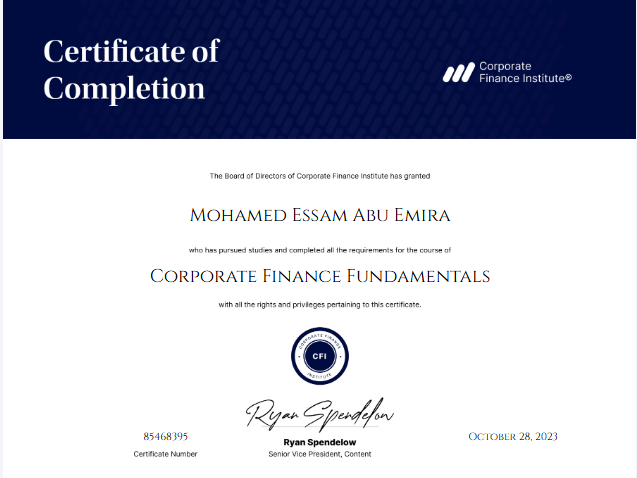 Certificate of
Completion
Corporate
Finance Institute®
The Board of Directors of Corporate Finance Institute has granted
Mohamed Essam Abu Emira
who has pursued studies and completed all the requirements for the course of
Corporate Finance Fundamentals
with all the rights and privileges pertaining to this certificate.
CORPORATE FINANCE
CFI
INSTITUTE
Ryan Spendelow
85468395
Ryan Spendelow
October 28, 2023
Certificate Number
Senior Vice President, Content